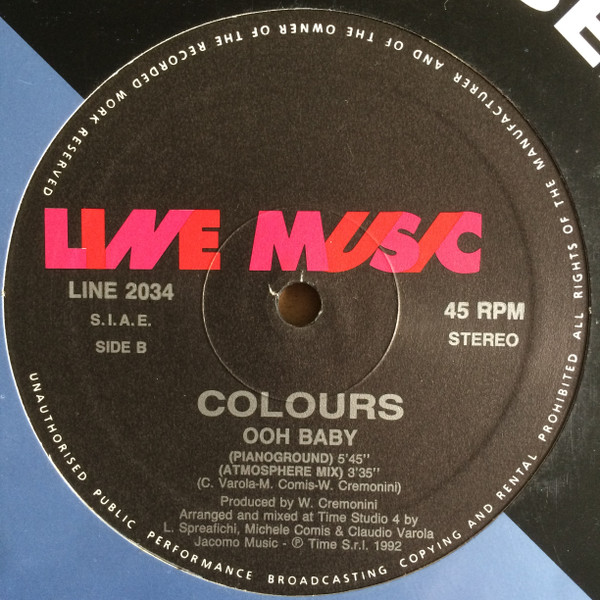 LINE MUSIC
LINE 2034
S.I.A.E.
SIDE B
45 RPM
STEREO
COLOURS
OOH BABY
(PIANOGROUND) 5'45"
(ATMOSPHERE MIX) 3'35"
(C. Varola-M. Comis-W. Cremonini)
Produced by W. Cremonini
Arranged and mixed at Time Studio 4 by
L. Spreafichi, Michele Comis & Claudio Varola
Jacomo Music - ℗ Time S.r.l. 1992
UNAUTHORISED PUBLIC PERFORMANCE BROADCASTING COPYING AND RENTAL PROHIBITED ALL RIGHTS OF THE MANUFACTURER AND OF THE OWNER OF THE RECORDED WORK RESERVED